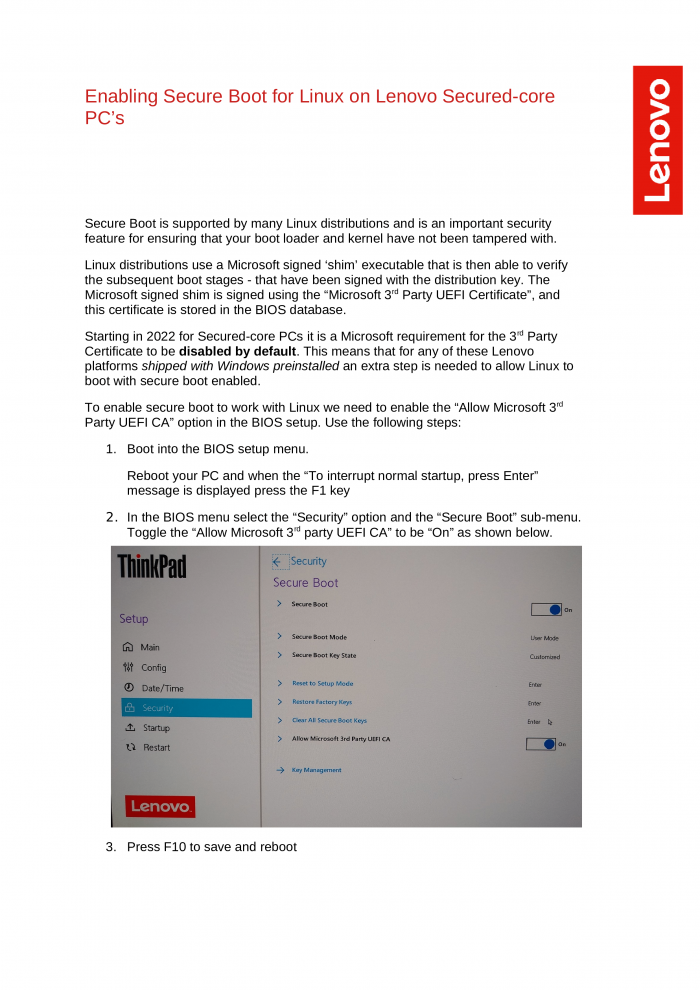 Enabling Secure Boot for Linux on Lenovo Secured-core
PC’s
Lenovo
Secure Boot is supported by many Linux distributions and is an important security
feature for ensuring that your boot loader and kernel have not been tampered with.
Linux distributions use a Microsoft signed ‘shim’ executable that is then able to verify
the subsequent boot stages - that have been signed with the distribution key. The
Microsoft signed shim is signed using the “Microsoft 3rd Party UEFI Certificate”, and
this certificate is stored in the BIOS database.
Starting in 2022 for Secured-core PCs it is a Microsoft requirement for the 3rd Party
Certificate to be disabled by default. This means that for any of these Lenovo
platforms shipped with Windows preinstalled an extra step is needed to allow Linux to
boot with secure boot enabled.
To enable secure boot to work with Linux we need to enable the “Allow Microsoft 3rd
Party UEFI CA” option in the BIOS setup. Use the following steps:
1. Boot into the BIOS setup menu.
Reboot your PC and when the “To interrupt normal startup, press Enter”
message is displayed press the F1 key
2. In the BIOS menu select the “Security” option and the “Secure Boot” sub-menu.
Toggle the “Allow Microsoft 3rd party UEFI CA” to be “On” as shown below.
ThinkPad
Setup
Main
Config
Date/Time
Security
Startup
Restart
Lenovo.
Security
Secure Boot
Secure Boot On
Secure Boot Mode User Mode
Secure Boot Key State Customized
Reset to Setup Mode Enter
Restore Factory Keys Enter
Clear All Secure Boot Keys Enter
Allow Microsoft 3rd Party UEFI CA On
Key Management
3. Press F10 to save and reboot